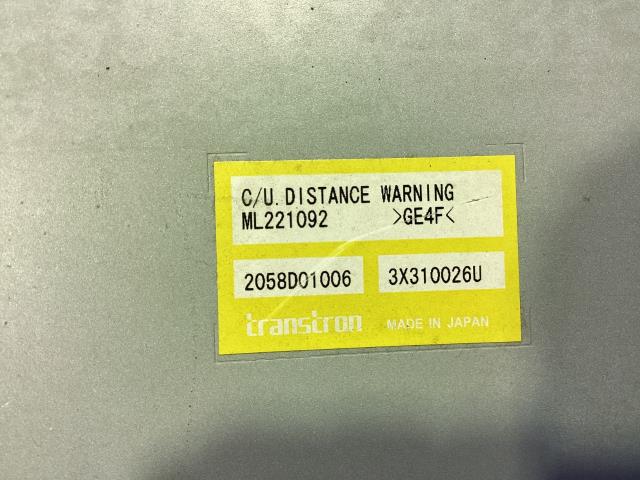 C/U.DISTANCE WARNING
ML221092 >GE4F<
2058D01006 3X310026U
transtron MADE IN JAPAN